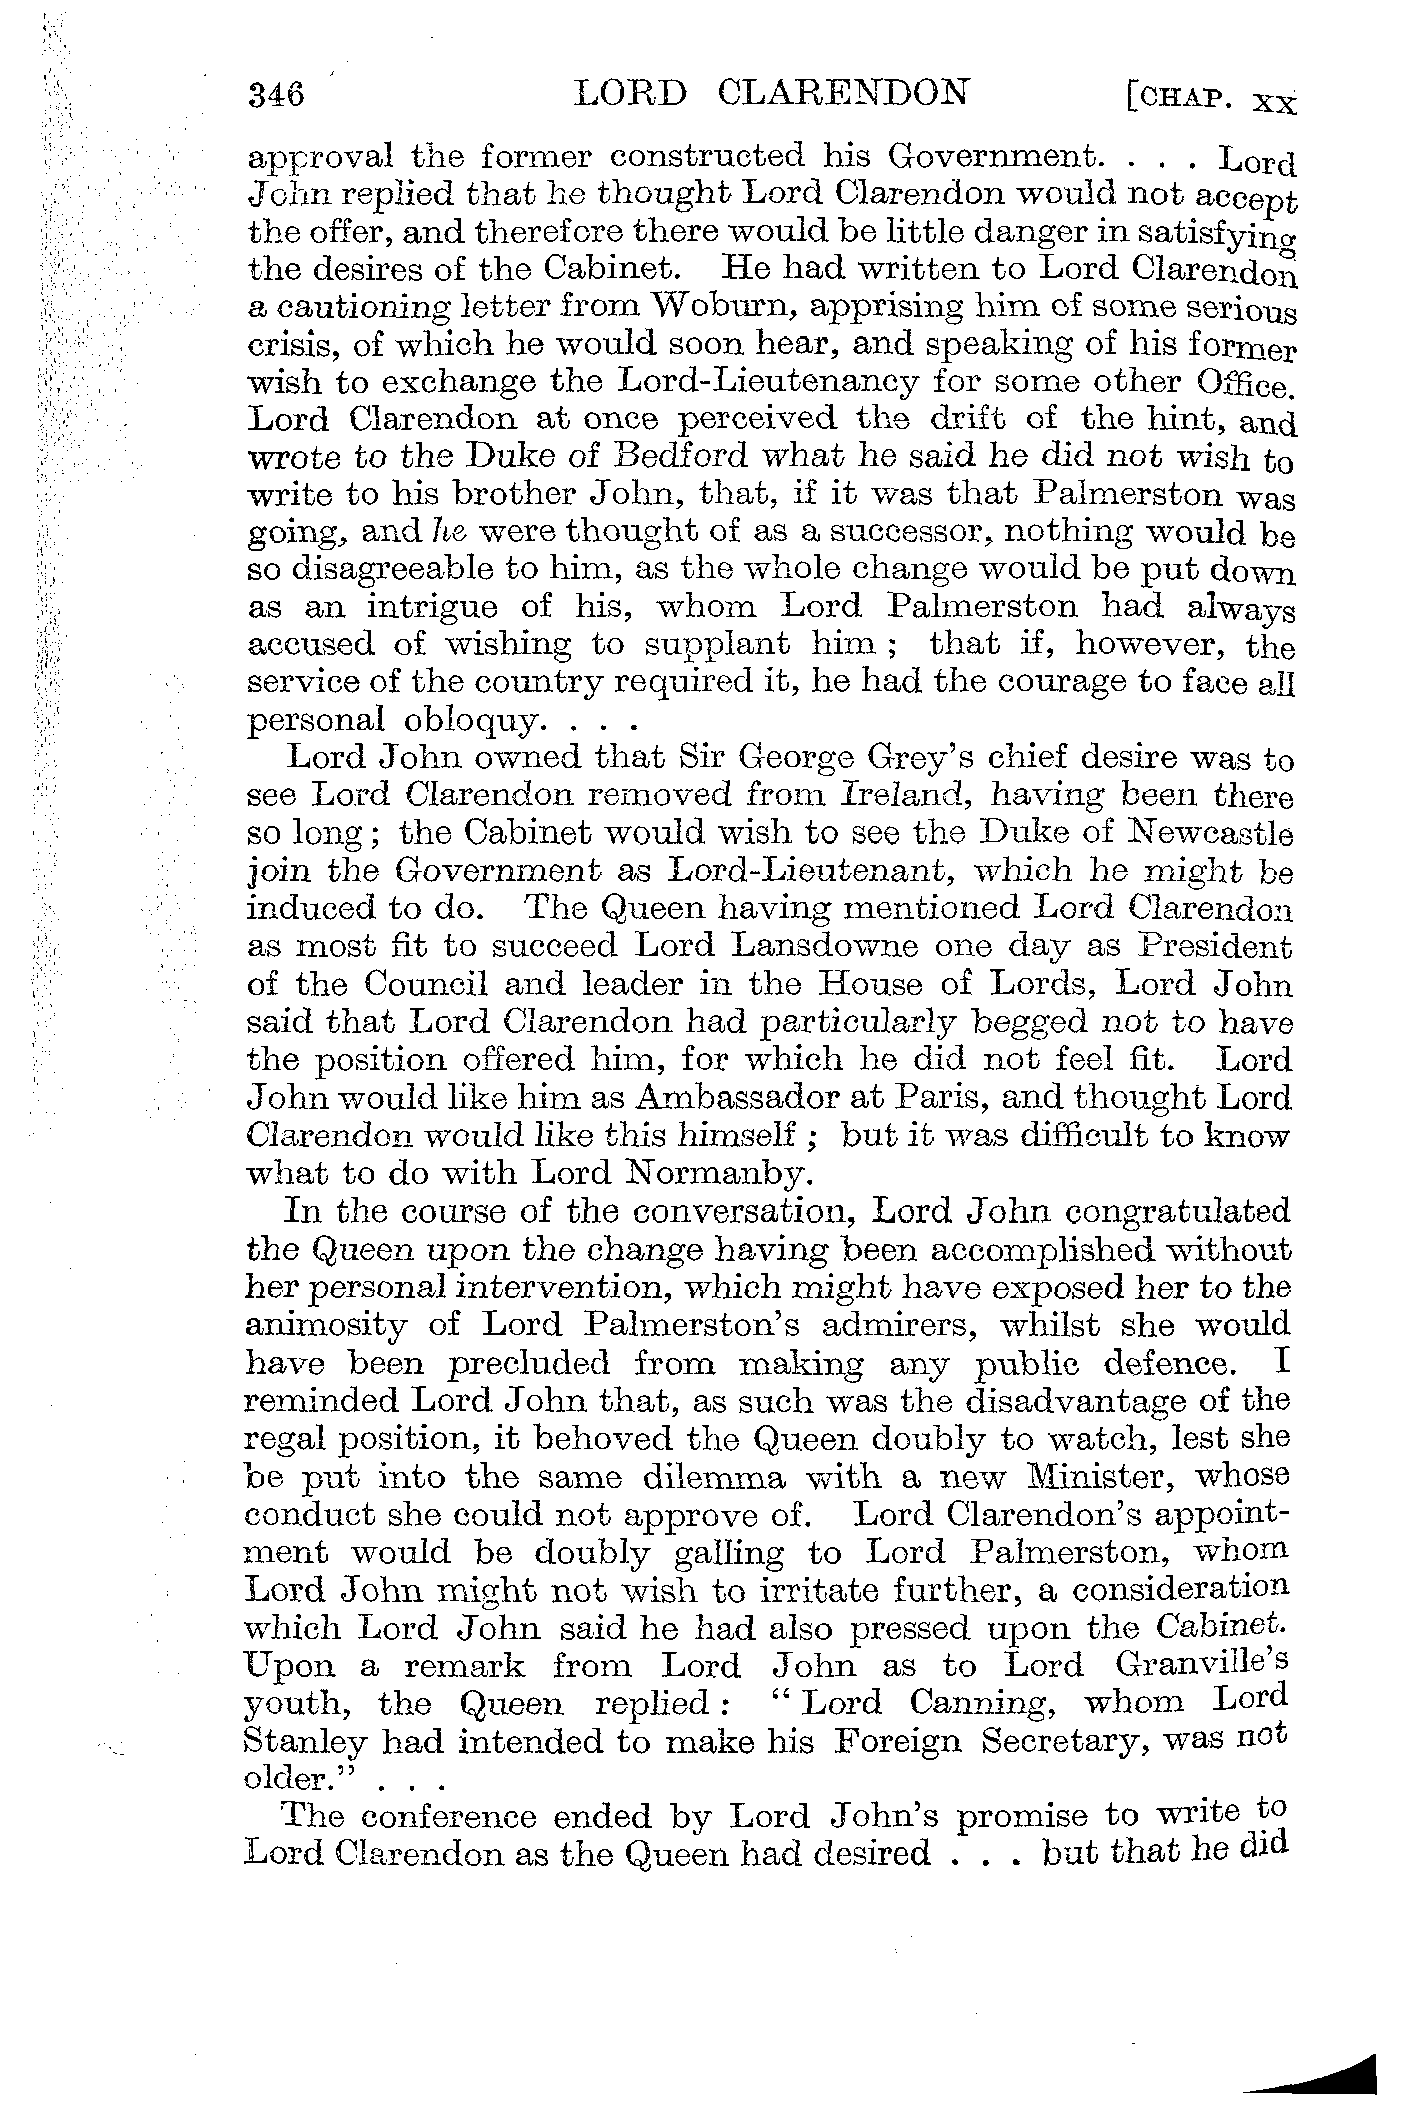 346 LORD CLARENDON [CHAP. XX
approval the former constructed his Government. . . . Lord
John replied that he thought Lord Clarendon would not accept
the offer, and therefore there would be little danger in satisfying
the desires of the Cabinet. He had written to Lord Clarendon
a cautioning letter from Woburn, apprising him of some serious
crisis, of which he would soon hear, and speaking of his former
wish to exchange the Lord-Lieutenancy for some other Office.
Lord Clarendon at once perceived the drift of the hint, and
wrote to the Duke of Bedford what he said he did not wish to
write to his brother John, that, if it was that Palmerston was
going, and he were thought of as a successor, nothing would be
so disagreeable to him, as the whole change would be put down
as an intrigue of his, whom Lord Palmerston had always
accused of wishing to supplant him ; that if, however, the
service of the country required it, he had the courage to face all
personal obloquy. . . .
Lord John owned that Sir George Grey's chief desire was to
see Lord Clarendon removed from Ireland, having been there
so long ; the Cabinet would wish to see the Duke of Newcastle
join the Government as Lord-Lieutenant, which he might be
induced to do. The Queen having mentioned Lord Clarendon
as most fit to succeed Lord Lansdowne one day as President
of the Council and leader in the House of Lords, Lord John
said that Lord Clarendon had particularly begged not to have
the position offered him, for which he did not feel fit. Lord
John would like him as Ambassador at Paris, and thought Lord
Clarendon would like this himself ; but it was difficult to know
what to do with Lord Normanby.
In the course of the conversation, Lord John congratulated
the Queen upon the change having been accomplished without
her personal intervention, which might have exposed her to the
animosity of Lord Palmerston's admirers, whilst she would
have been precluded from making any public defence. I
reminded Lord John that, as such was the disadvantage of the
regal position, it behoved the Queen doubly to watch, lest she
be put into the same dilemma with a new Minister, whose
conduct she could not approve of. Lord Clarendon's appoint-
ment would be doubly galling to Lord Palmerston, whom
Lord John might not wish to irritate further, a consideration
which Lord John said he had also pressed upon the Cabinet.
Upon a remark from Lord John as to Lord Granville's
youth, the Queen replied : " Lord Canning, whom Lord
Stanley had intended to make his Foreign Secretary, was not
older." . . .
The conference ended by Lord John's promise to write to
Lord Clarendon as the Queen had desired . . . but that he did